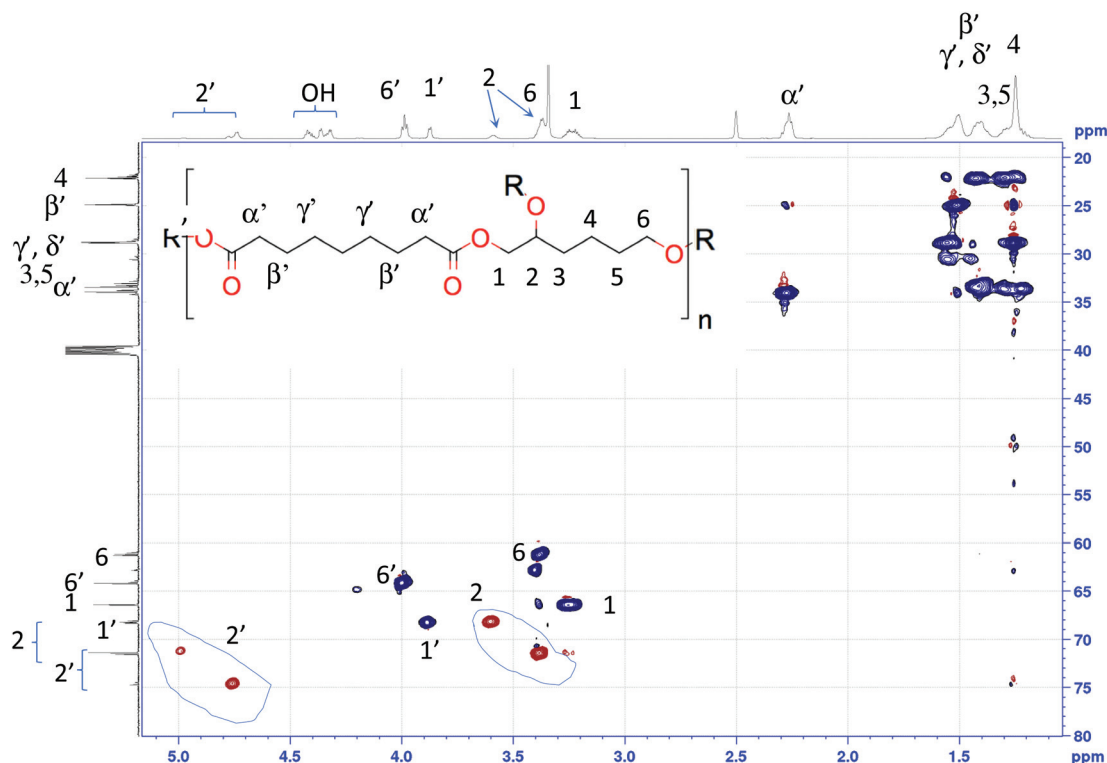 β' 4
γ', δ'
2' OH 6' 1' 2 6 1 α' 3,5
ppm
4 20
β' 25
γ', δ' 30
3,5 α' 35
40
45
50
55
6 60
6' 65
1
1' 70
2
2' 75
80
R
O
α' γ' γ' α' 4 6
R' O O O R
β' β' 1 2 3 5
O O
n
6
6' 2 1
1'
2'
5.0 4.5 4.0 3.5 3.0 2.5 2.0 1.5 ppm